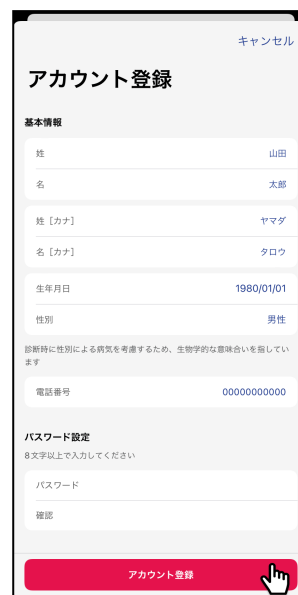 キャンセル
アカウント登録
基本情報
姓 山田
名 太郎
姓 [カナ] ヤマダ
名 [カナ] タロウ
生年月日 1980/01/01
性別 男性
診断時に性別による病気を考慮するため、生物学的な意味合いを指してい
ます
電話番号 00000000000
パスワード設定
8文字以上で入力してください
パスワード
確認
アカウント登録